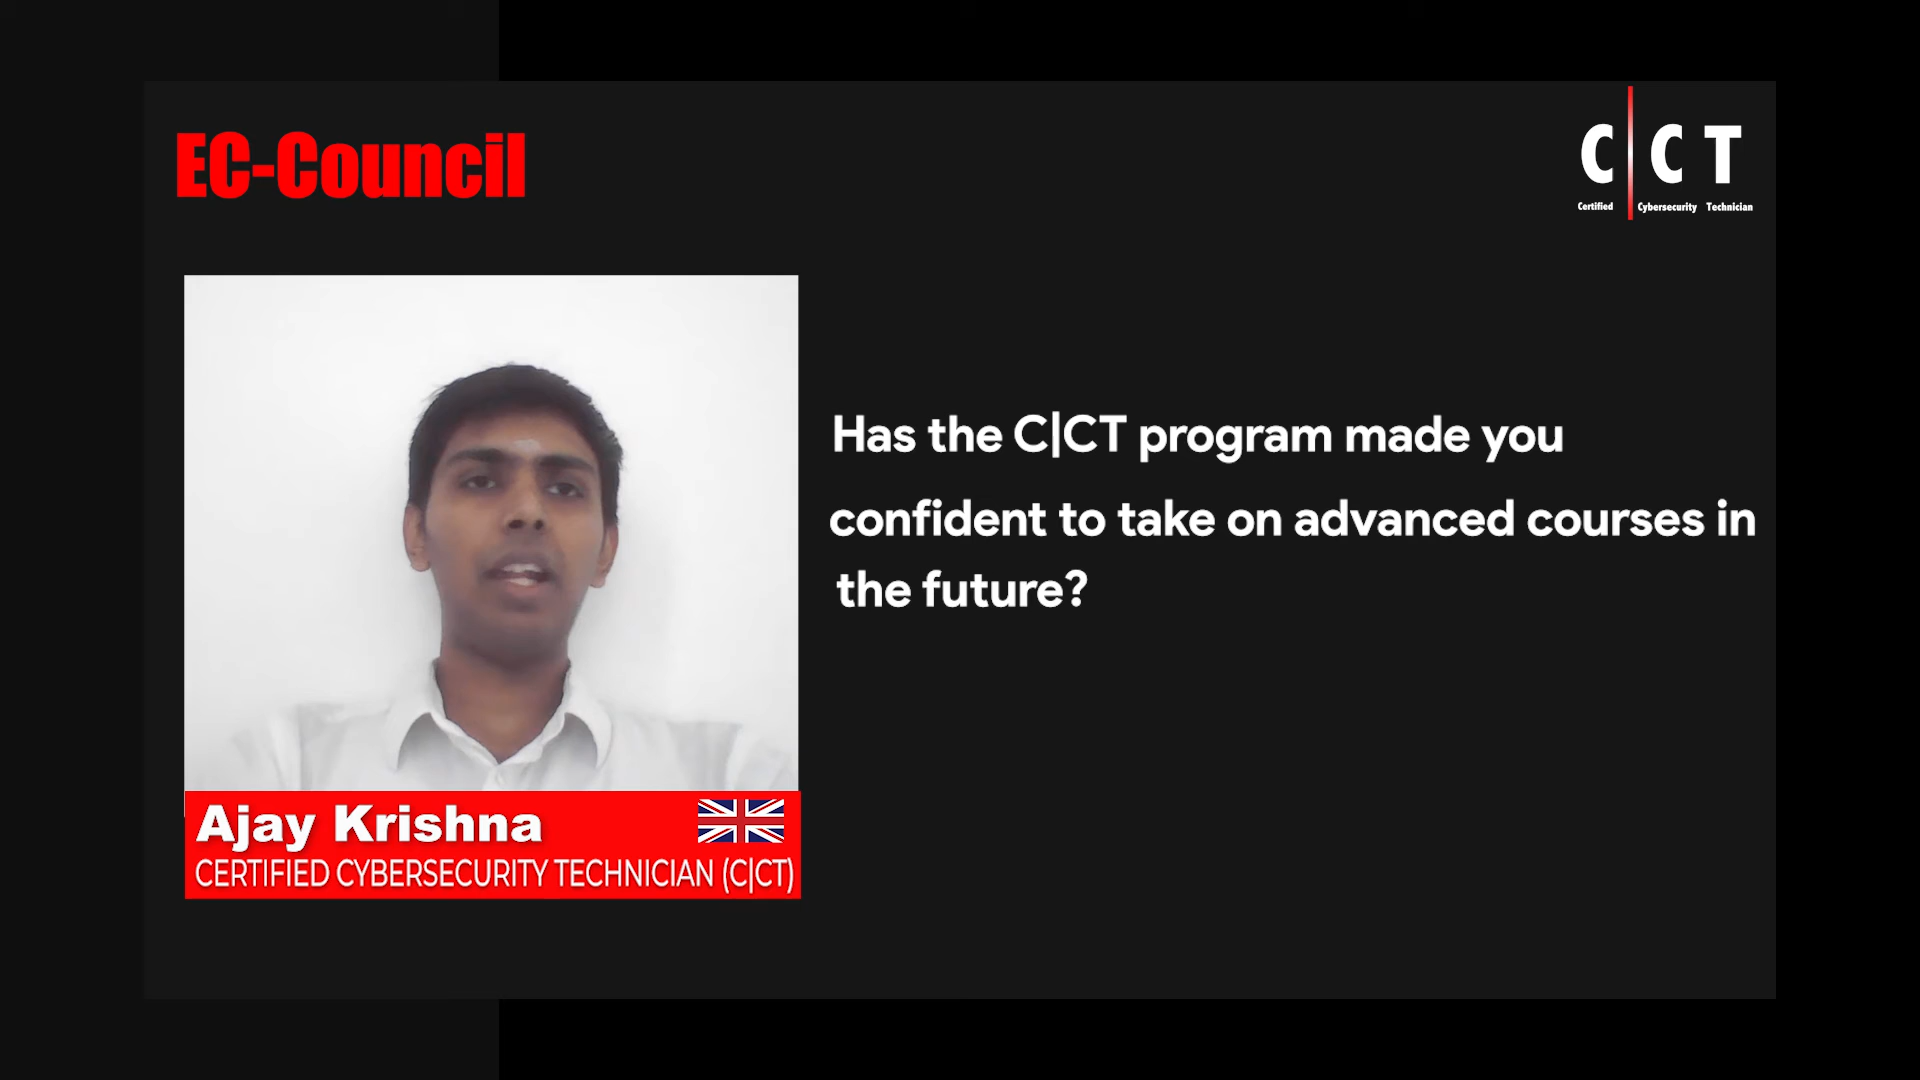 EC-Council
C|CT
Certified Cybersecurity Technician
Has the C|CT program made you
confident to take on advanced courses in
the future?
Ajay Krishna
CERTIFIED CYBERSECURITY TECHNICIAN (C|CT)